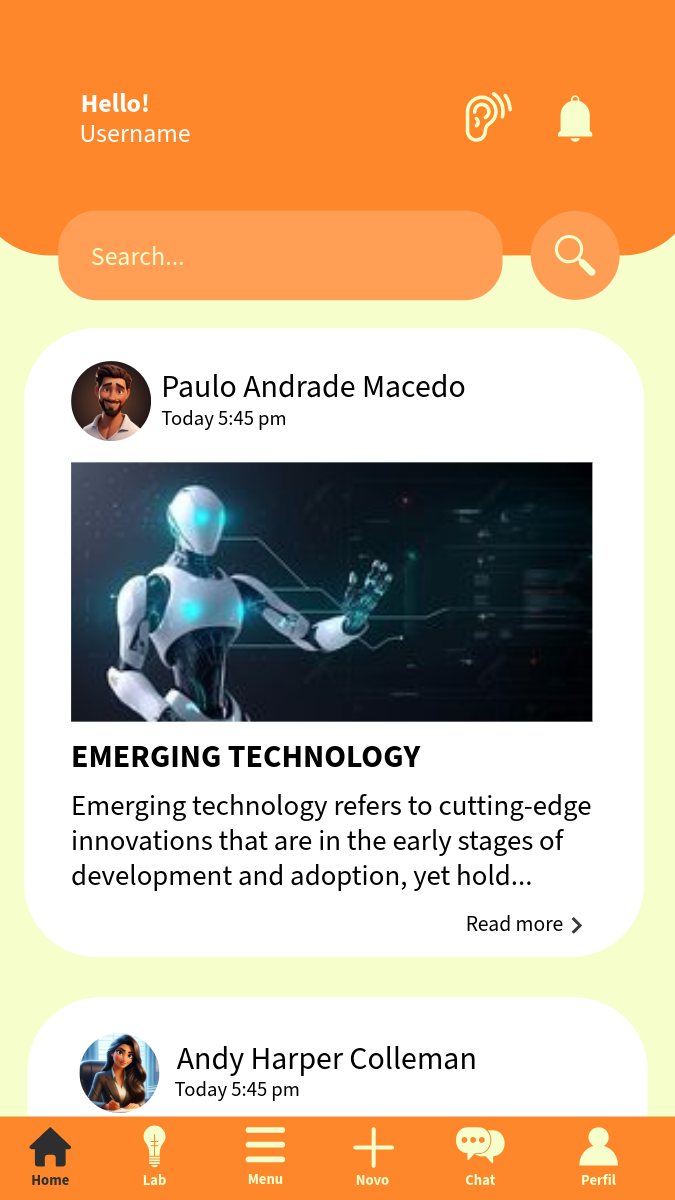 Hello!
Username
Search...
Paulo Andrade Macedo
Today 5:45 pm
EMERGING TECHNOLOGY
Emerging technology refers to cutting-edge
innovations that are in the early stages of
development and adoption, yet hold...
Read more
Andy Harper Colleman
Today 5:45 pm
Home Lab Menu Novo Chat Perfil